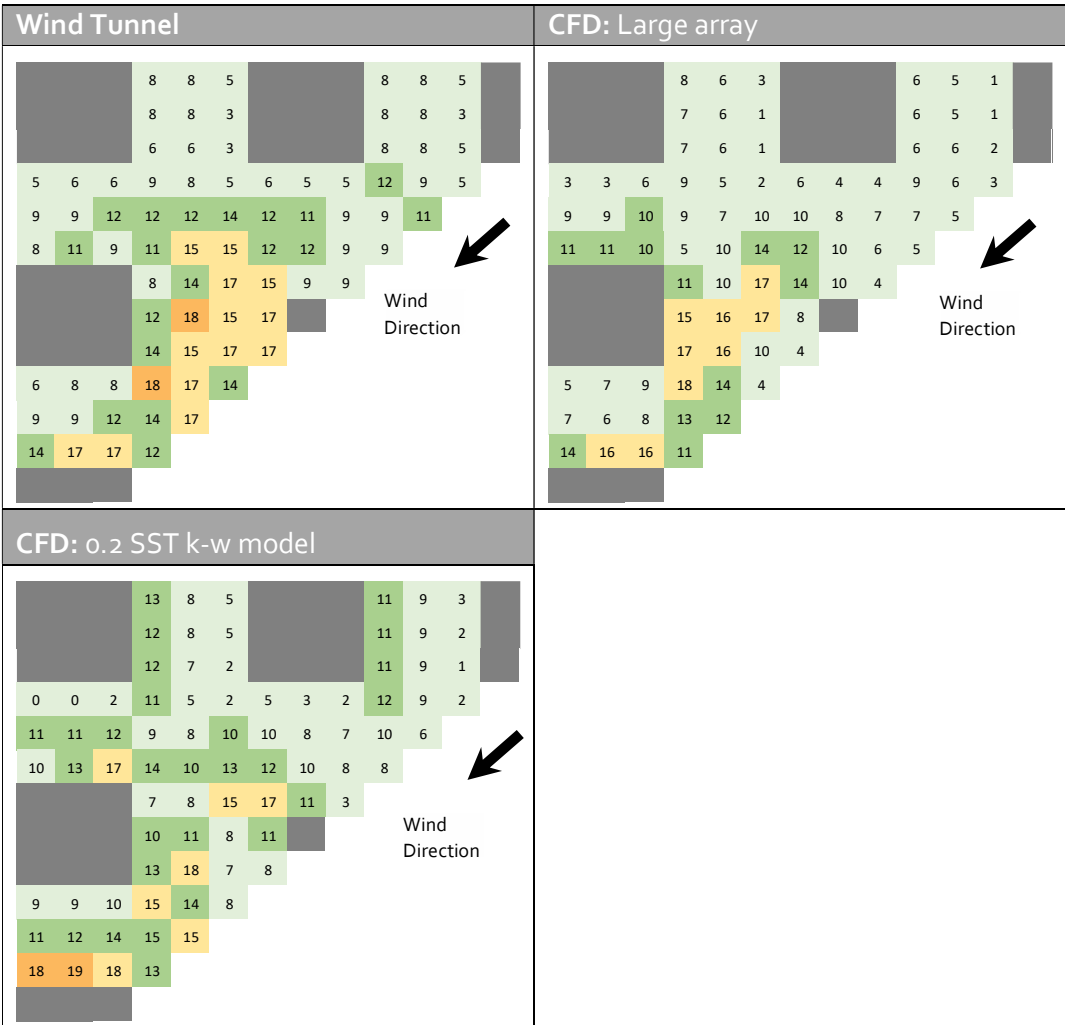 Wind Tunnel
8 8 5 8 8 5
8 8 3 8 8 3
6 6 3 8 8 5
5 6 6 9 8 5 6 5 5 12 9 5
9 9 12 12 12 14 12 11 9 9 11
8 11 9 11 15 15 12 12 9 9
8 14 17 15 9 9
12 18 15 17
14 15 17 17
6 8 8 18 17 14
9 9 12 14 17
14 17 17 12
Wind
Direction
CFD: Large array
8 6 3 6 5 1
7 6 1 6 5 1
7 6 1 6 6 2
3 3 6 9 5 2 6 4 4 9 6 3
9 9 10 9 7 10 10 8 7 7 5
11 11 10 5 10 14 12 10 6 5
11 10 17 14 10 4
15 16 17 8
17 16 10 4
5 7 9 18 14 4
7 6 8 13 12
14 16 16 11
Wind
Direction
CFD: 0.2 SST k-w model
13 8 5 11 9 3
12 8 5 11 9 2
12 7 2 11 9 1
0 0 2 11 5 2 5 3 2 12 9 2
11 11 12 9 8 10 10 8 7 10 6
10 13 17 14 10 13 12 10 8 8
7 8 15 17 11 3
10 11 8 11
13 18 7 8
9 9 10 15 14 8
11 12 14 15 15
18 19 18 13
Wind
Direction